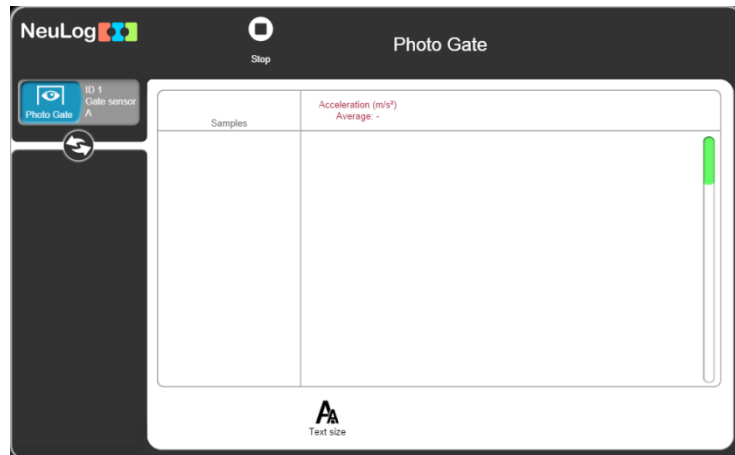 NeuLog
Stop
Photo Gate
Photo Gate
ID 1
Gate sensor
A
Samples
Acceleration (m/s²)
Average: -
Text size